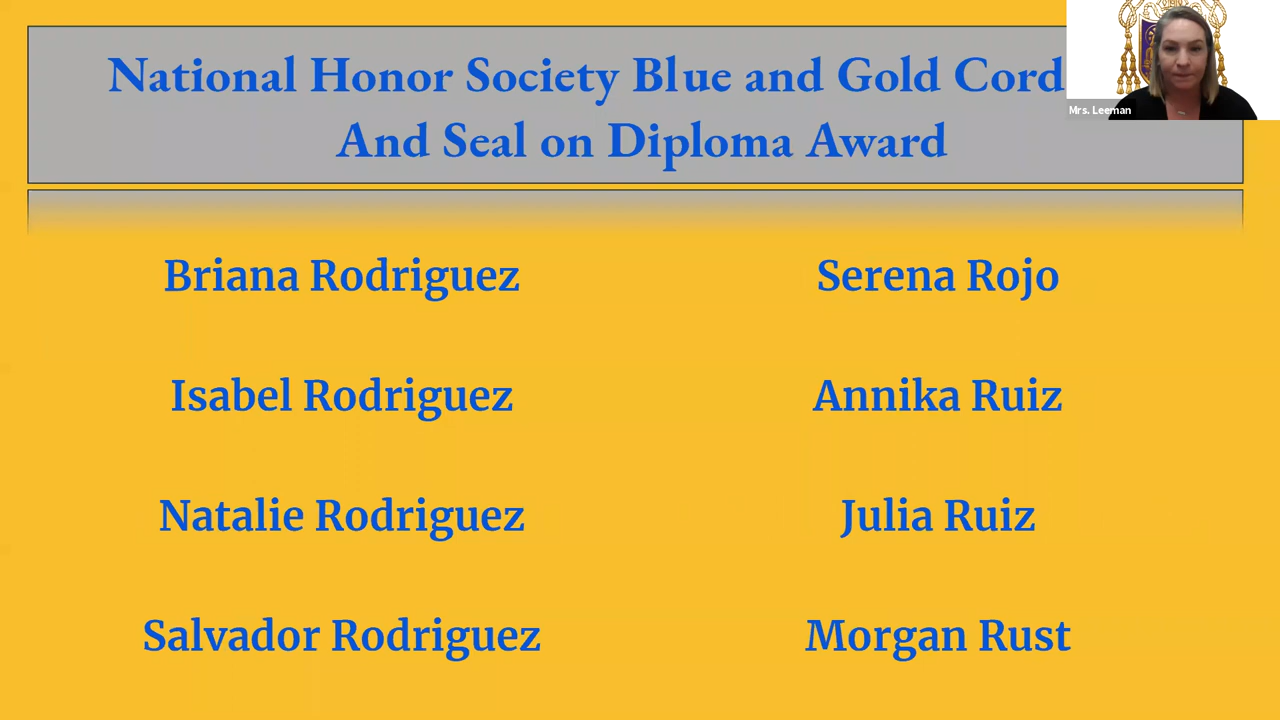 National Honor Society Blue and Gold Cord
And Seal on Diploma Award
Mrs. Leeman
Briana Rodriguez
Serena Rojo
Isabel Rodriguez
Annika Ruiz
Natalie Rodriguez
Julia Ruiz
Salvador Rodriguez
Morgan Rust